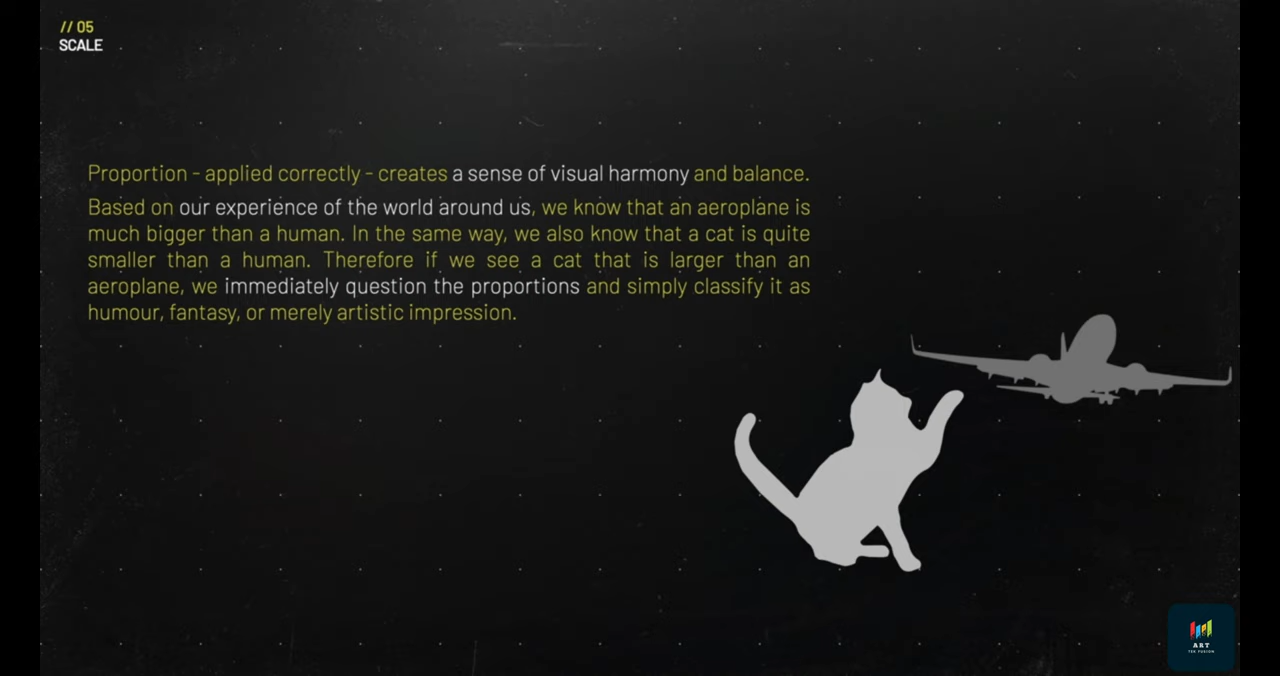 // 05
SCALE
Proportion - applied correctly - creates a sense of visual harmony and balance.
Based on our experience of the world around us, we know that an aeroplane is
much bigger than a human. In the same way, we also know that a cat is quite
smaller than a human. Therefore if we see a cat that is larger than an
aeroplane, we immediately question the proportions and simply classify it as
humour, fantasy, or merely artistic impression.
ART
TEK FUSION